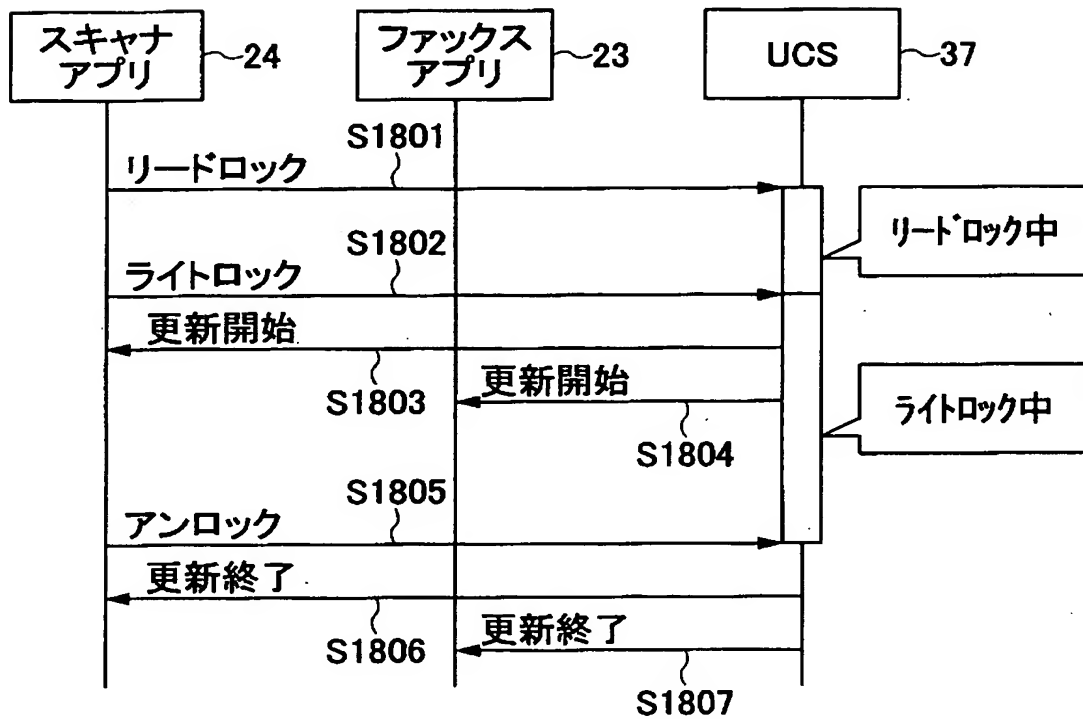 スキャナ
アプリ
24
ファックス
アプリ
23
UCS
37
S1801
リードロック
リードロック中
S1802
ライトロック
更新開始
S1803
更新開始
S1804
ライトロック中
S1805
アンロック
更新終了
S1806
更新終了
S1807